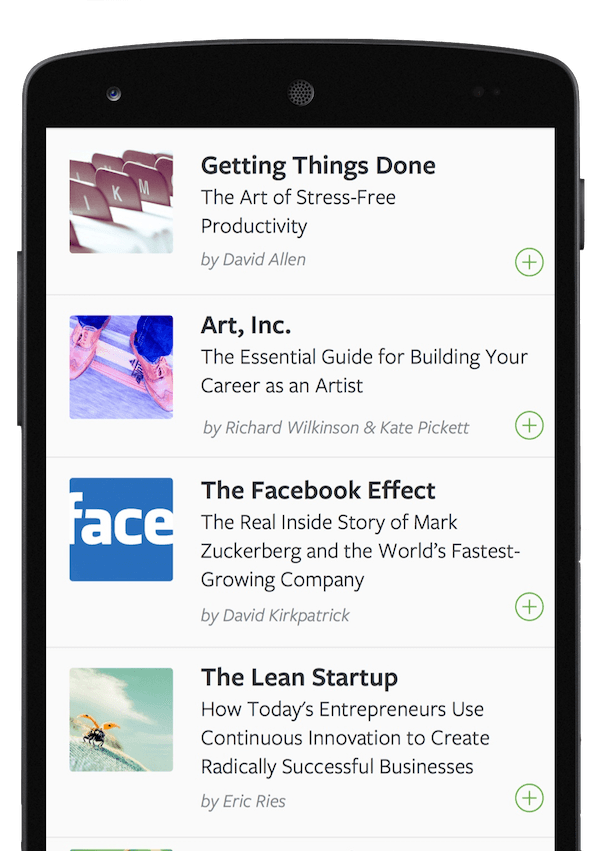 I K M
Getting Things Done
The Art of Stress-Free
Productivity
by David Allen
Art, Inc.
The Essential Guide for Building Your
Career as an Artist
by Richard Wilkinson & Kate Pickett
face
The Facebook Effect
The Real Inside Story of Mark
Zuckerberg and the World's Fastest-
Growing Company
by David Kirkpatrick
The Lean Startup
How Today's Entrepreneurs Use
Continuous Innovation to Create
Radically Successful Businesses
by Eric Ries